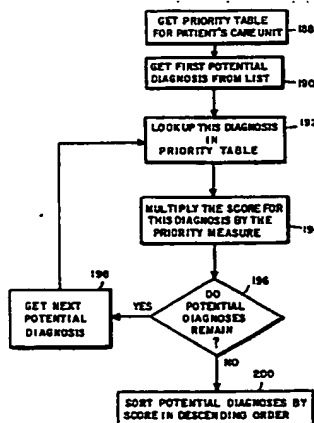 GET PRIORITY TABLE
FOR PATIENT'S CARE UNIT
188
GET FIRST POTENTIAL
DIAGNOSIS FROM LIST
190
192
LOOKUP THIS DIAGNOSIS
IN
PRIORITY TABLE
MULTIPLY THE SCORE FOR
THIS DIAGNOSIS BY THE
PRIORITY MEASURE
198
196
GET NEXT
POTENTIAL
DIAGNOSIS
YES
DO
POTENTIAL
DIAGNOSES
REMAIN
?
NO
200
SORT POTENTIAL DIAGNOSES BY
SCORE IN DESCENDING ORDER